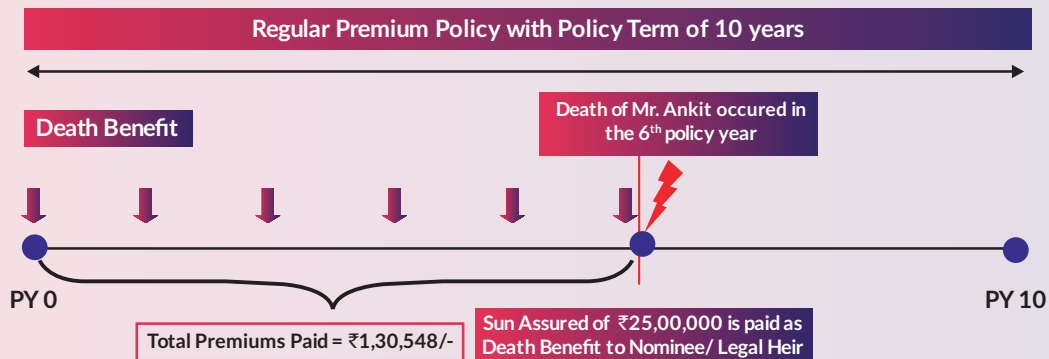 Regular Premium Policy with Policy Term of 10 years
Death Benefit
Death of Mr. Ankit occured in
the 6th policy year
PY 0
PY 10
Total Premiums Paid = ₹1,30,548/-
Sun Assured of ₹25,00,000 is paid as
Death Benefit to Nominee/ Legal Heir